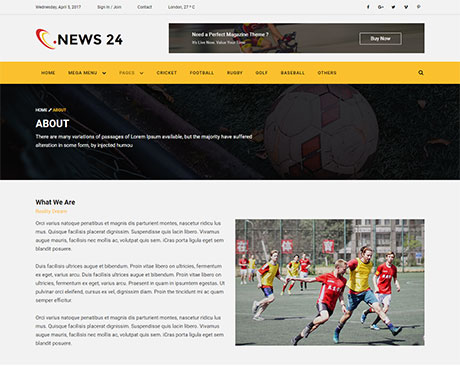 Wednesday, April 5, 2017 Sign In / Join Contact London, 27° C
NEWS 24
Need a Perfect Magazine Theme ?
It's Live Now. Value Your Time!
Buy Now
HOME MEGA MENU PAGES CRICKET FOOTBALL RUGBY GOLF BASEBALL OTHERS
HOME / ABOUT
ABOUT
There are many variations of passages of Lorem Ipsum available, but the majority have suffered
alteration in some form, by injected humou
What We Are
Reality Dream
Orci varius natoque penatibus et magnis dis parturient montes, nascetur ridiculus
mus. Quisque facilisis placerat dignissim. Suspendisse quis lacin libero. Vivamus
augue mauris, facilisis nec mollis ac, volutpat quis sem. iCras porta ligula eget sem
blandit posuere.
Duis facilisis ultrices augue et bibendum. Proin vitae libero on ultricies, fermentum
ex eget, varius arcu. Duis facilisis ultrices augue et bibendum. Proin vitae libero on
ultricies, fermentum ex eget, varius arcu. Praesent in quam in ipsumtem egestas. Ut
pulvinar orci eleifend, cursus ex vel, dignissim diam. Proin the tincidunt mi ac quam
semper efficitur
Orci varius natoque penatibus et magnis dis parturient montes, nascetur ridiculus
mus. Quisque facilisis placerat dignissim. Suspendisse quis lacin libero. Vivamus
augue mauris, facilisis nec mollis ac, volutpat quis sem. iCras porta ligula eget sem
blandit posuere.